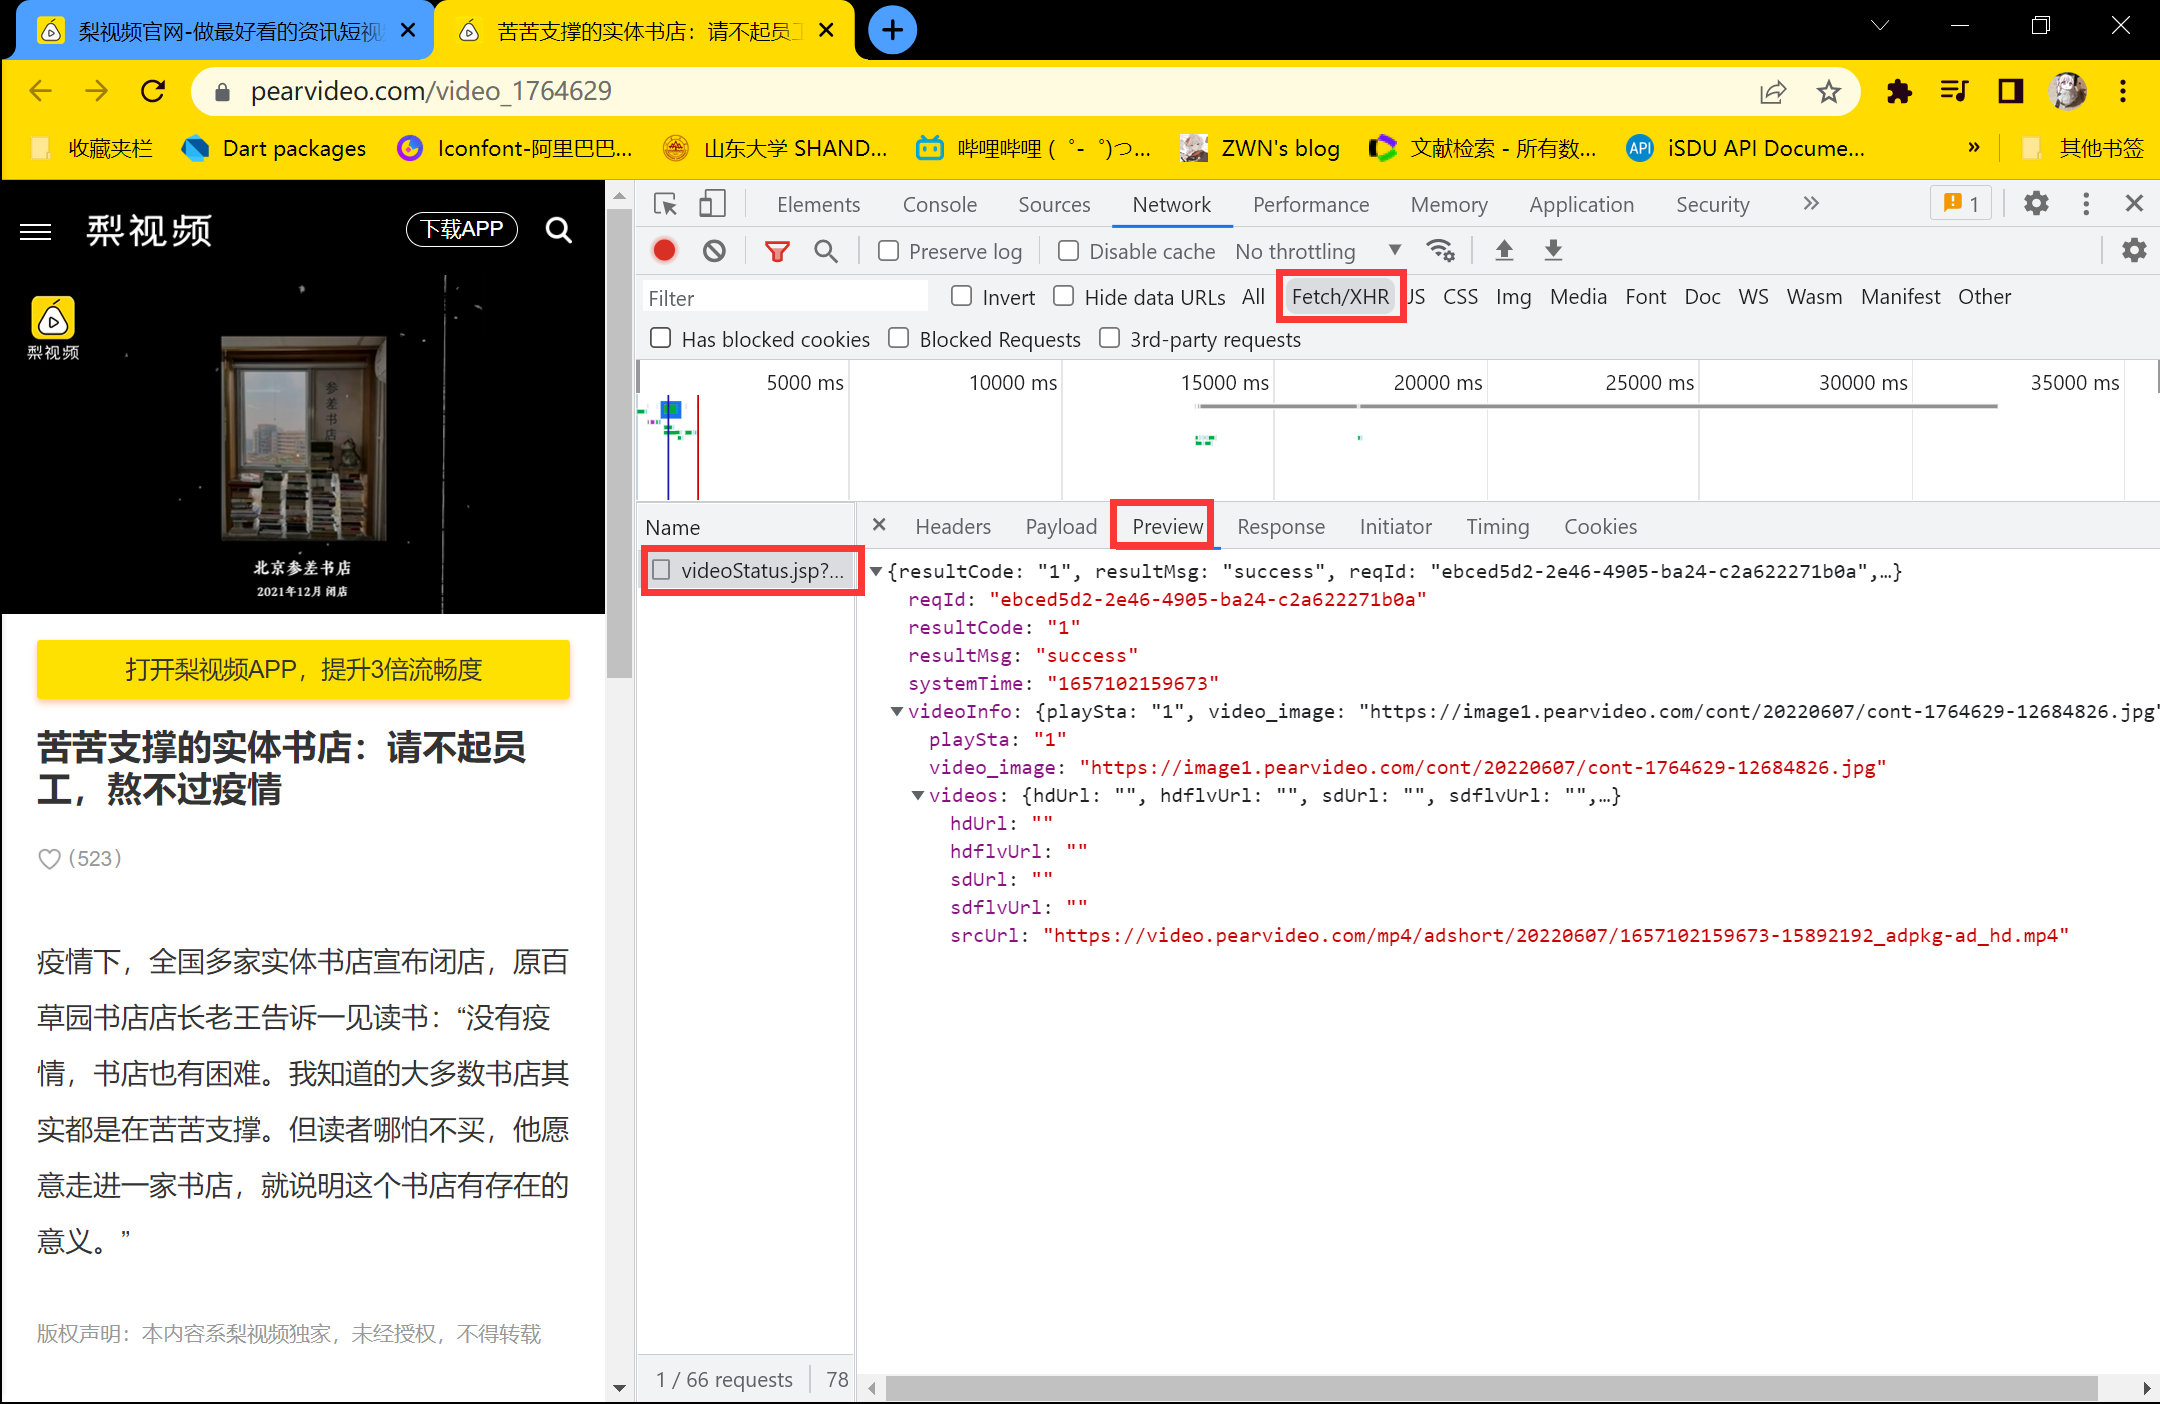 梨视频官网-做最好看的资讯短视
苦苦支撑的实体书店：请不起员工
pearvideo.com/video_1764629
收藏夹栏
Dart packages
Iconfont-阿里巴巴...
山东大学 SHAND...
哔哩哔哩 ( ゜- ゜)つ...
ZWN's blog
文献检索 - 所有数...
API
iSDU API Docume...
»
其他书签
梨视频
下载APP
梨视频
参差书店
北京参差书店
2021年12月 闭店
打开梨视频APP，提升3倍流畅度
苦苦支撑的实体书店：请不起员
工，熬不过疫情
(523)
疫情下，全国多家实体书店宣布闭店，原百
草园书店店长老王告诉一见读书：“没有疫
情，书店也有困难。我知道的大多数书店其
实都是在苦苦支撑。但读者哪怕不买，他愿
意走进一家书店，就说明这个书店有存在的
意义。”
版权声明：本内容系梨视频独家，未经授权，不得转载
Elements Console Sources Network Performance Memory Application Security » 1
Preserve log Disable cache No throttling
Filter Invert Hide data URLs All Fetch/XHR JS CSS Img Media Font Doc WS Wasm Manifest Other
Has blocked cookies Blocked Requests 3rd-party requests
5000 ms 10000 ms 15000 ms 20000 ms 25000 ms 30000 ms 35000 ms
Name
videoStatus.jsp?...
1 / 66 requests 78
Headers Payload Preview Response Initiator Timing Cookies
{resultCode: "1", resultMsg: "success", reqId: "ebced5d2-2e46-4905-ba24-c2a622271b0a",…}
reqId: "ebced5d2-2e46-4905-ba24-c2a622271b0a"
resultCode: "1"
resultMsg: "success"
systemTime: "1657102159673"
videoInfo: {playSta: "1", video_image: "https://image1.pearvideo.com/cont/20220607/cont-1764629-12684826.jpg"
playSta: "1"
video_image: "https://image1.pearvideo.com/cont/20220607/cont-1764629-12684826.jpg"
videos: {hdUrl: "", hdflvUrl: "", sdUrl: "", sdflvUrl: "",…}
hdUrl: ""
hdflvUrl: ""
sdUrl: ""
sdflvUrl: ""
srcUrl: "https://video.pearvideo.com/mp4/adshort/20220607/1657102159673-15892192_adpkg-ad_hd.mp4"